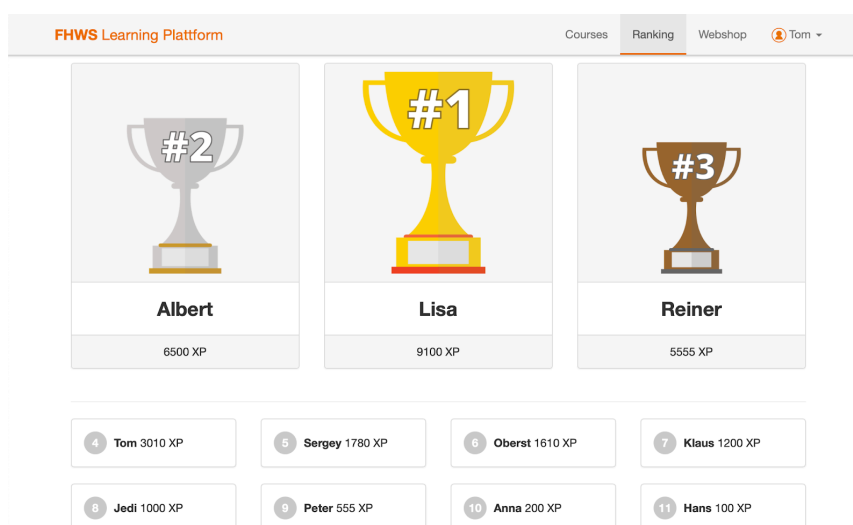 FHWS Learning Plattform
Courses Ranking Webshop Tom
#2
#1
#3
Albert
Lisa
Reiner
6500 XP
9100 XP
5555 XP
4 Tom 3010 XP
5 Sergey 1780 XP
6 Oberst 1610 XP
7 Klaus 1200 XP
8 Jedi 1000 XP
9 Peter 555 XP
10 Anna 200 XP
11 Hans 100 XP